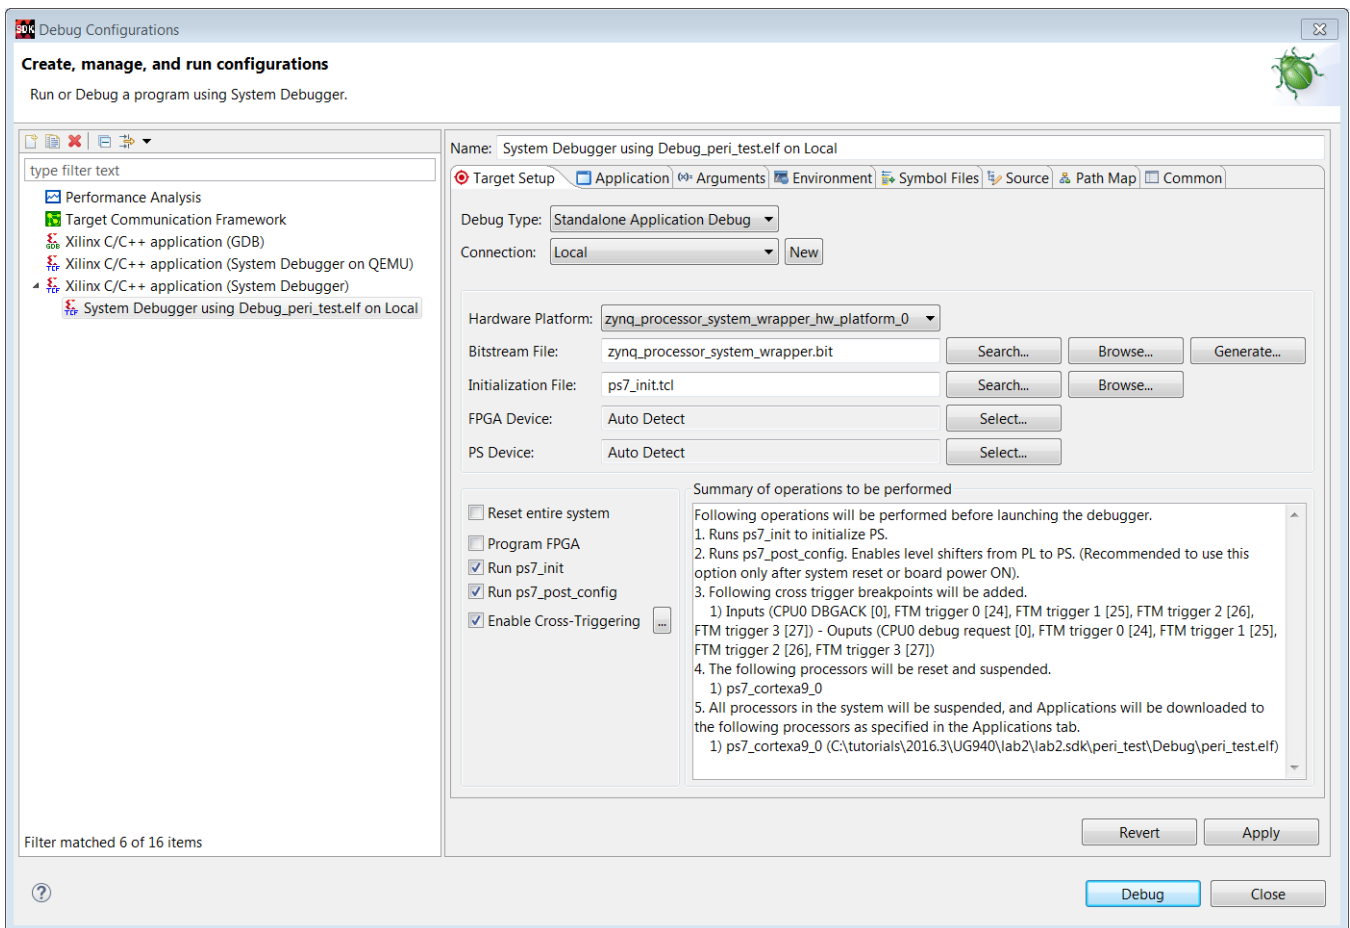 SDK Debug Configurations
Create, manage, and run configurations
Run or Debug a program using System Debugger.
type filter text
Performance Analysis
Target Communication Framework
GDB Xilinx C/C++ application (GDB)
TCF Xilinx C/C++ application (System Debugger on QEMU)
TCF Xilinx C/C++ application (System Debugger)
TCF System Debugger using Debug_peri_test.elf on Local
Filter matched 6 of 16 items
Name: System Debugger using Debug_peri_test.elf on Local
Target Setup Application (x)= Arguments Environment Symbol Files Source Path Map Common
Debug Type: Standalone Application Debug
Connection: Local New
Hardware Platform: zynq_processor_system_wrapper_hw_platform_0
Bitstream File: zynq_processor_system_wrapper.bit Search... Browse... Generate...
Initialization File: ps7_init.tcl Search... Browse...
FPGA Device: Auto Detect Select...
PS Device: Auto Detect Select...
Reset entire system
Program FPGA
Run ps7_init
Run ps7_post_config
Enable Cross-Triggering ...
Summary of operations to be performed
Following operations will be performed before launching the debugger.
1. Runs ps7_init to initialize PS.
2. Runs ps7_post_config. Enables level shifters from PL to PS. (Recommended to use this
option only after system reset or board power ON).
3. Following cross trigger breakpoints will be added.
1) Inputs (CPU0 DBGACK [0], FTM trigger 0 [24], FTM trigger 1 [25], FTM trigger 2 [26],
FTM trigger 3 [27]) - Ouputs (CPU0 debug request [0], FTM trigger 0 [24], FTM trigger 1 [25],
FTM trigger 2 [26], FTM trigger 3 [27])
4. The following processors will be reset and suspended.
1) ps7_cortexa9_0
5. All processors in the system will be suspended, and Applications will be downloaded to
the following processors as specified in the Applications tab.
1) ps7_cortexa9_0 (C:\tutorials\2016.3\UG940\lab2\lab2.sdk\peri_test\Debug\peri_test.elf)
Revert Apply
? Debug Close